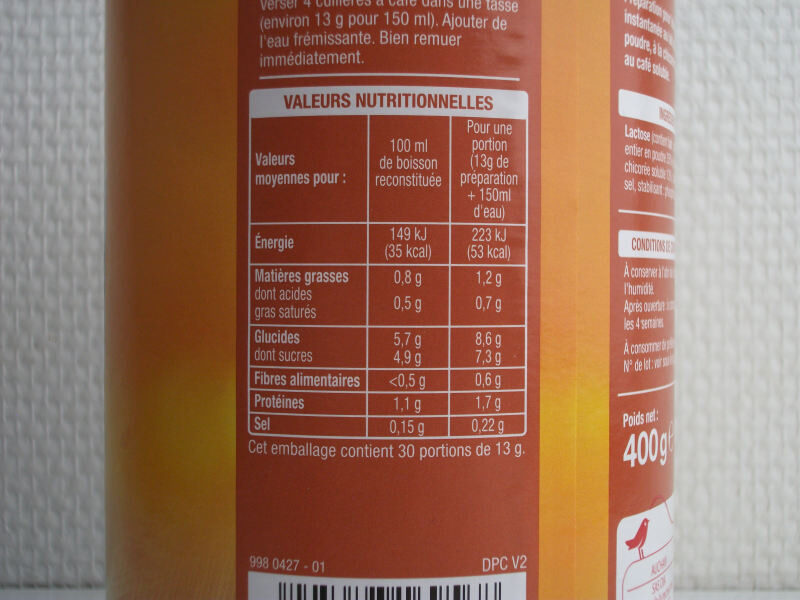 verser 4 cuillères à café dans une tasse
(environ 13 g pour 150 ml). Ajouter de
l'eau frémissante. Bien remuer
immédiatement.
VALEURS NUTRITIONNELLES
Valeurs
moyennes pour :
100 ml
de boisson
reconstituée
Pour une
portion
(13g de
préparation
+ 150ml
d'eau)
Énergie
149 kJ
(35 kcal)
223 kJ
(53 kcal)
Matières grasses 0,8 g 1,2 g
dont acides
gras saturés
0,5 g 0,7 g
Glucides 5,7 g 8,6 g
dont sucres 4,9 g 7,3 g
Fibres alimentaires <0,5 g 0,6 g
Protéines 1,1 g 1,7 g
Sel 0,15 g 0,22 g
Cet emballage contient 30 portions de 13 g.
998 0427 - 01 DPC V2
Préparation pour
instantanée au
poudre, à la
au café soluble.
Lactose
entier en poudre
chicorée soluble
sel, stabilisant :
CONDITIONS DE
À conserver à l'abri de
l'humidité.
Après ouverture :
les 4 semaines.
À consommer de
N° de lot : voir sous
Poids net :
400 g e
AUCHAN